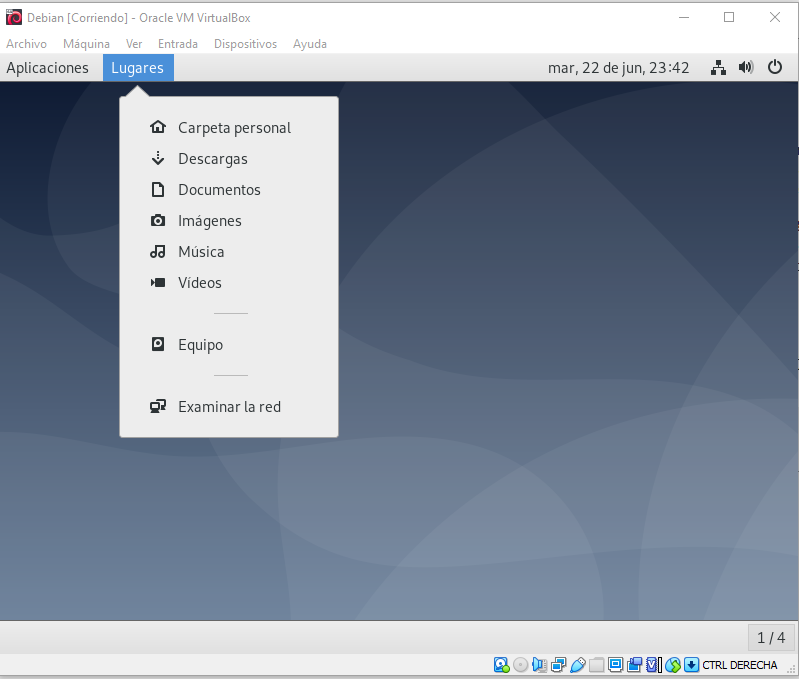 Debian [Corriendo] - Oracle VM VirtualBox
Archivo Máquina Ver Entrada Dispositivos Ayuda
Aplicaciones Lugares mar, 22 de jun, 23:42
Carpeta personal
Descargas
Documentos
Imágenes
Música
Vídeos
Equipo
Examinar la red
1 / 4
CTRL DERECHA